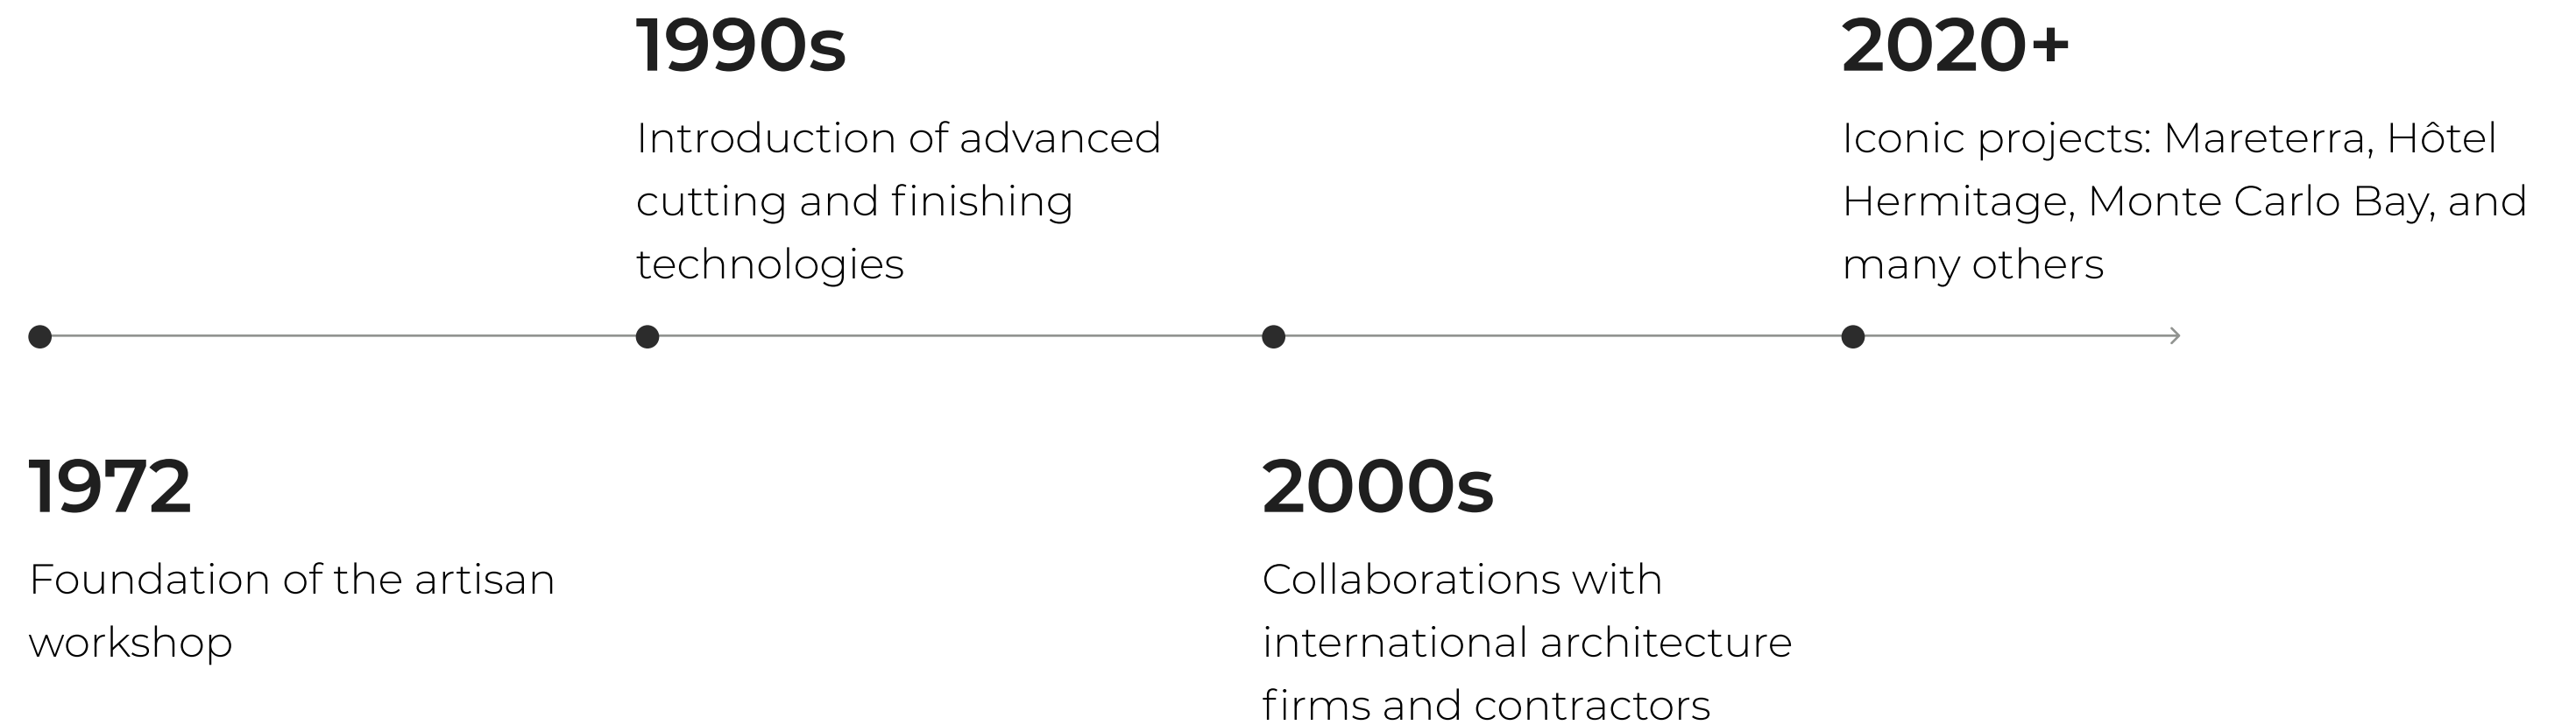 1990s
Introduction of advanced
cutting and finishing
technologies
2020+
Iconic projects: Mareterra, Hôtel
Hermitage, Monte Carlo Bay, and
many others
1972
Foundation of the artisan
workshop
2000s
Collaborations with
international architecture
firms and contractors